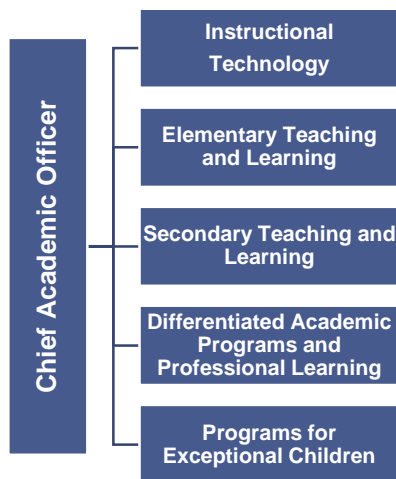 Chief Academic Officer
Instructional
Technology
Elementary Teaching
and Learning
Secondary Teaching and
Learning
Differentiated Academic
Programs and
Professional Learning
Programs for
Exceptional Children